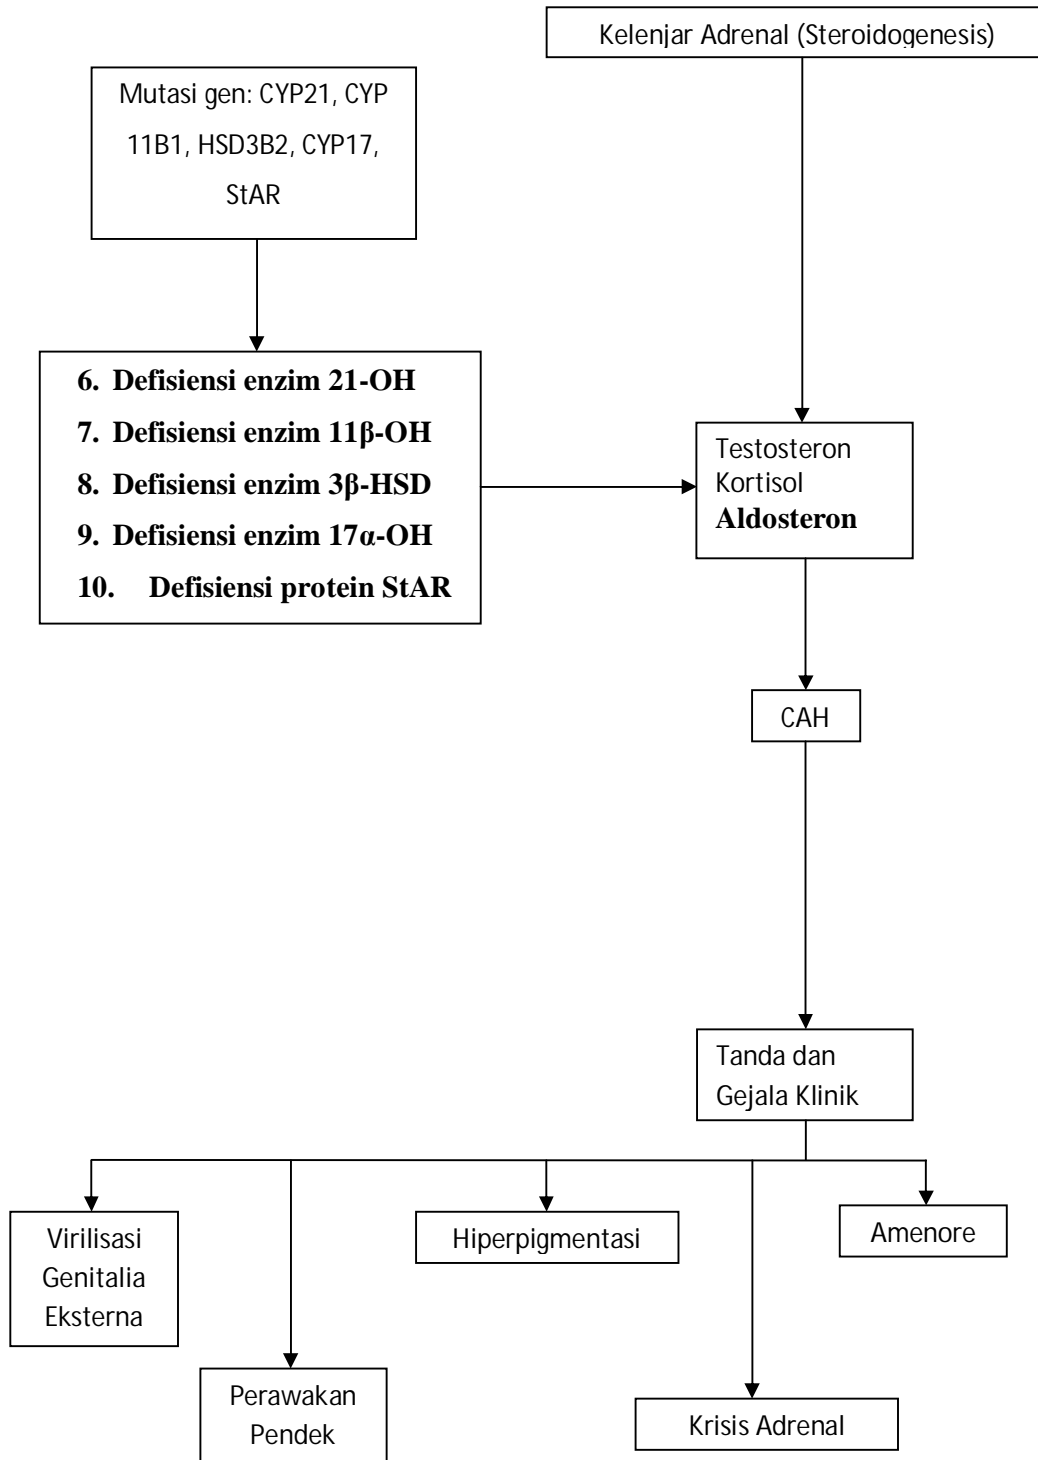 Kelenjar Adrenal (Steroidogenesis)
Mutasi gen: CYP21, CYP
11B1, HSD3B2, CYP17,
StAR
6. Defisiensi enzim 21-OH
7. Defisiensi enzim 11β-OH
8. Defisiensi enzim 3β-HSD
9. Defisiensi enzim 17α-OH
10. Defisiensi protein StAR
Testosteron
Kortisol
Aldosteron
CAH
Tanda dan
Gejala Klinik
Virilisasi
Genitalia
Eksterna
Perawakan
Pendek
Hiperpigmentasi
Krisis Adrenal
Amenore